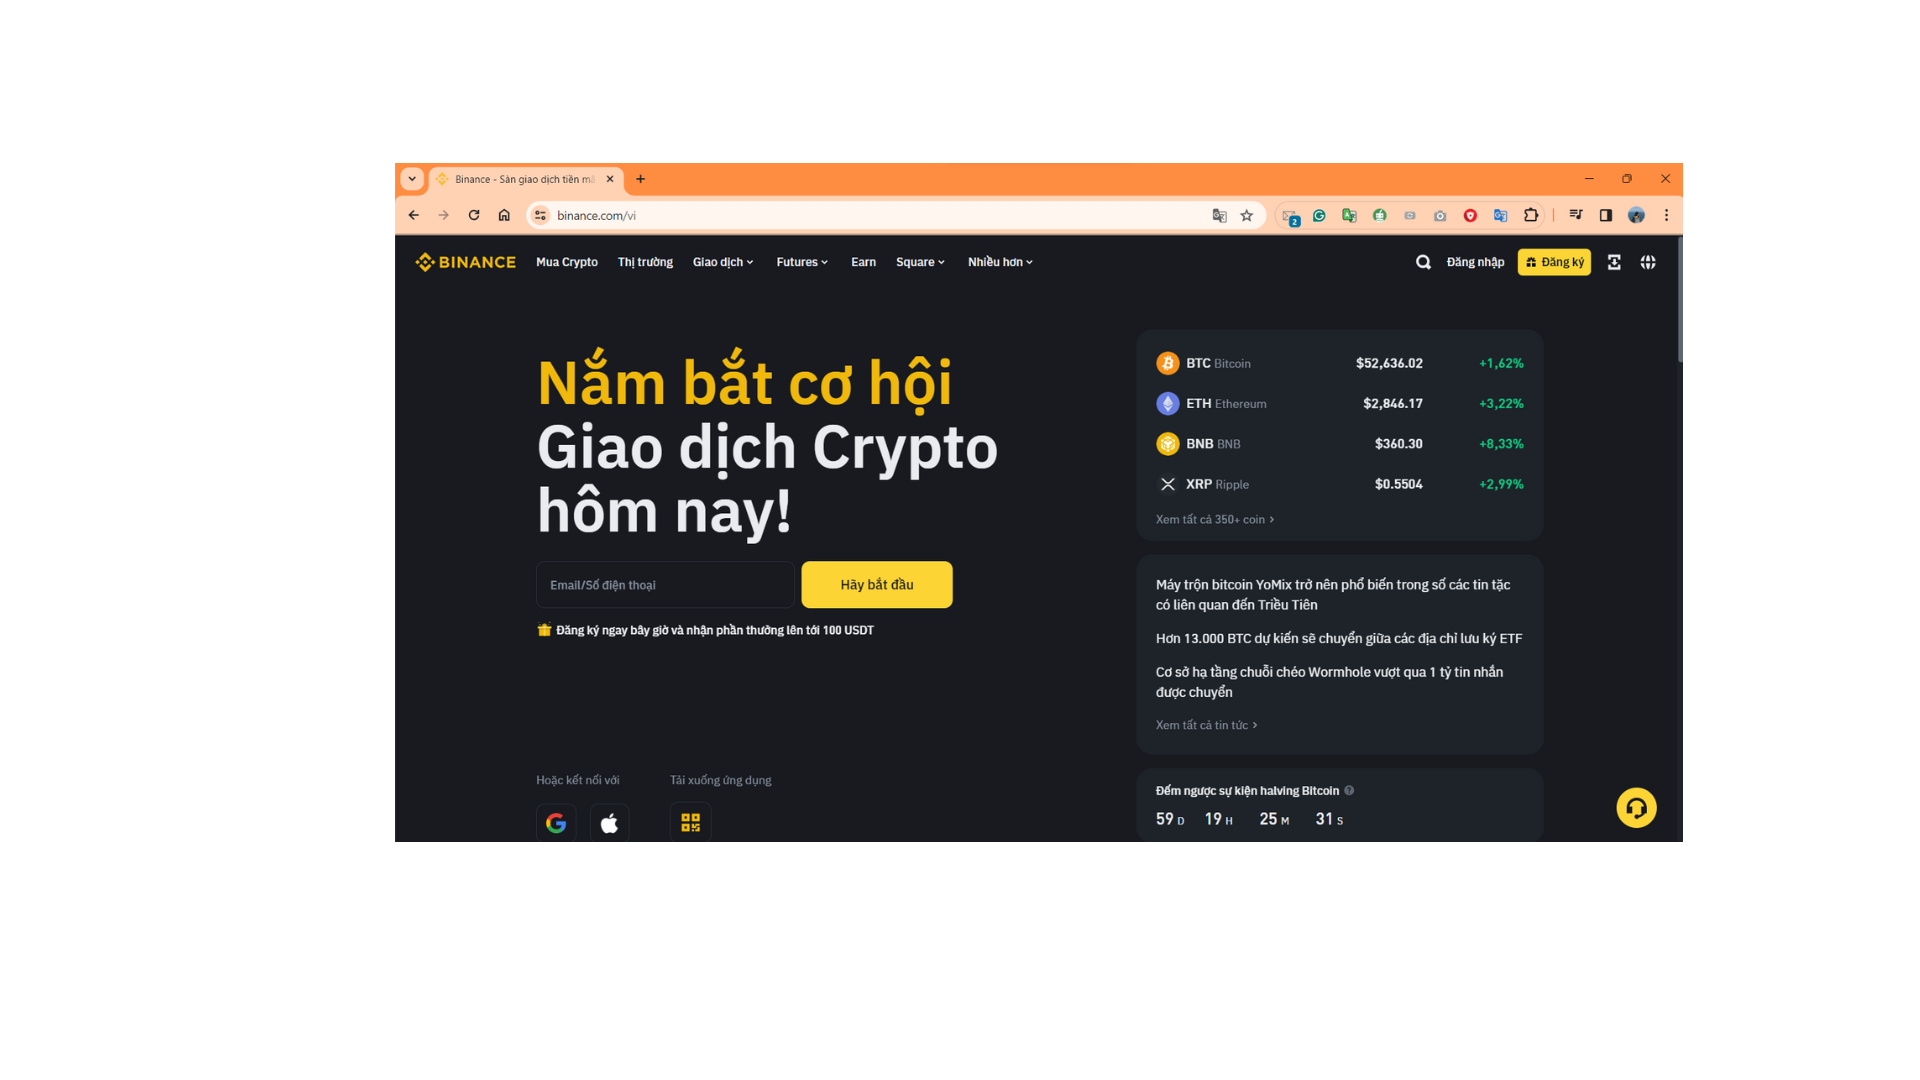 Binance - Sàn giao dịch tiền mã
binance.com/vi
2
BINANCE
Mua Crypto
Thị trường
Giao dịch
Futures
Earn
Square
Nhiều hơn
Đăng nhập
Đăng ký
Nắm bắt cơ hội
Giao dịch Crypto
hôm nay!
Email/Số điện thoại
Hãy bắt đầu
Đăng ký ngay bây giờ và nhận phần thưởng lên tới 100 USDT
Hoặc kết nối với
Tải xuống ứng dụng
BTC Bitcoin $52,636.02 +1,62%
ETH Ethereum $2,846.17 +3,22%
BNB BNB $360.30 +8,33%
XRP Ripple $0.5504 +2,99%
Xem tất cả 350+ coin
Máy trộn bitcoin YoMix trở nên phổ biến trong số các tin tặc
có liên quan đến Triều Tiên
Hơn 13.000 BTC dự kiến sẽ chuyển giữa các địa chỉ lưu ký ETF
Cơ sở hạ tầng chuỗi chéo Wormhole vượt qua 1 tỷ tin nhắn
được chuyển
Xem tất cả tin tức
Đếm ngược sự kiện halving Bitcoin
59 D 19 H 25 M 31 S